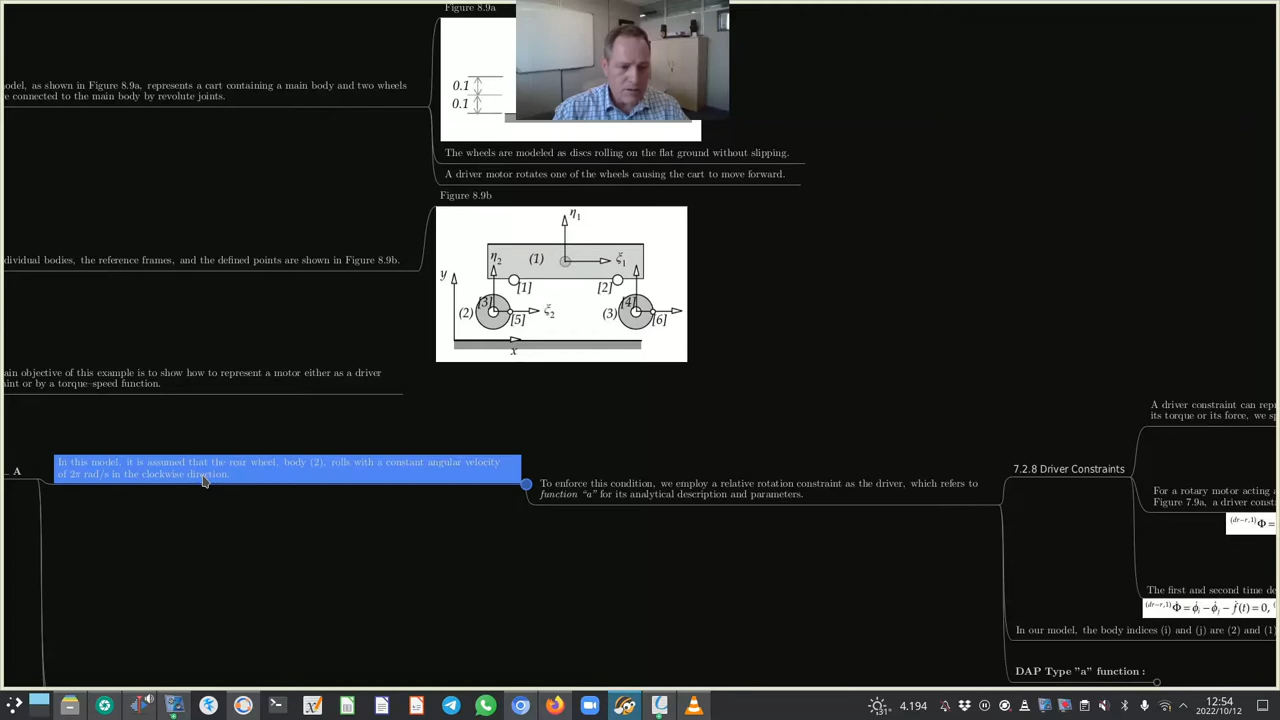 Figure 8.9a
odel, as shown in Figure 8.9a, represents a cart containing a main body and two wheels
e connected to the main body by revolute joints.
0.1
0.1
The wheels are modeled as discs rolling on the flat ground without slipping.
A driver motor rotates one of the wheels causing the cart to move forward.
Figure 8.9b
dividual bodies, the reference frames, and the defined points are shown in Figure 8.9b.
η₁
η₂
(1)
ξ₁
y
[1]
[2]
[3]
[4]
(2)
[5]
ξ₂
(3)
[6]
x
ain objective of this example is to show how to represent a motor either as a driver
aint or by a torque–speed function.
A
In this model, it is assumed that the rear wheel, body (2), rolls with a constant angular velocity
of 2π rad/s in the clockwise direction.
To enforce this condition, we employ a relative rotation constraint as the driver, which refers to
function “a” for its analytical description and parameters.
7.2.8 Driver Constraints
A driver constraint can repr
its torque or its force, we sp
For a rotary motor acting a
Figure 7.9a, a driver const
(dr−r,1)Φ =
The first and second time de
(dr−r,1)Φ̇ = φ̇ᵢ − φ̇ⱼ − ḟ(t) = 0,
In our model, the body indices (i) and (j) are (2) and (1)
DAP Type ”a” function :
31°
4.194
12:54
2022/10/12